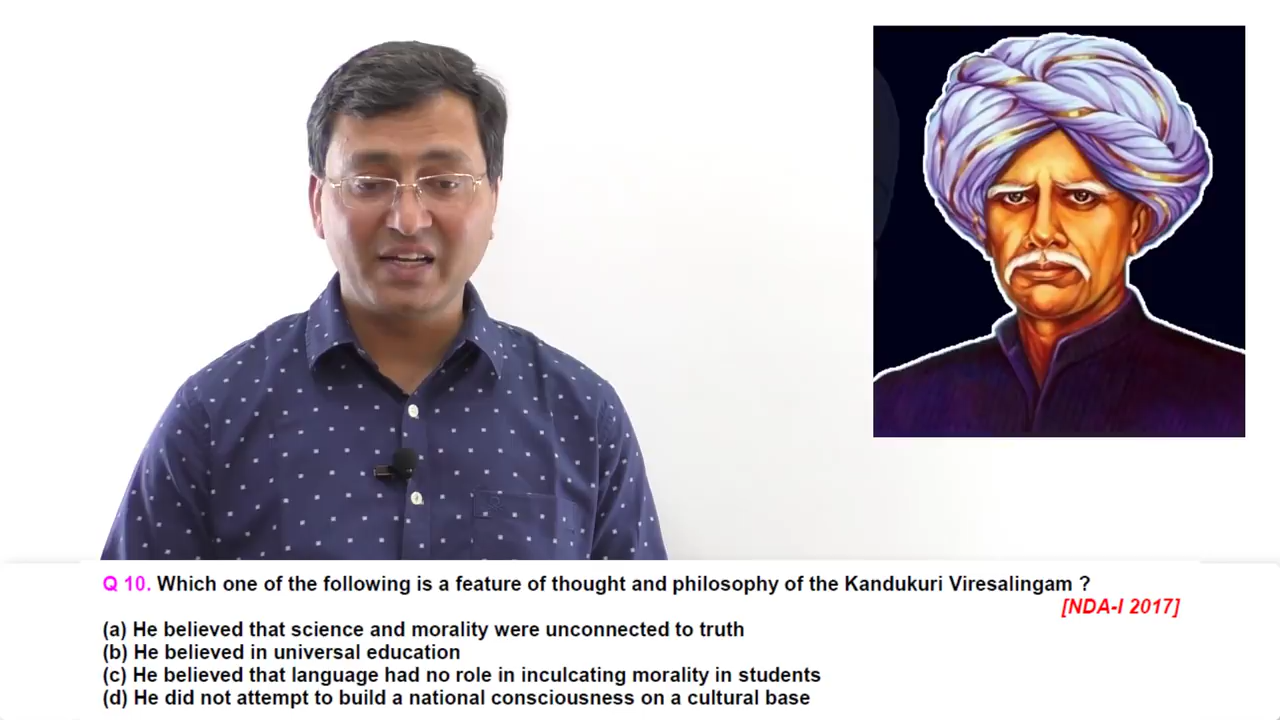 Q 10. Which one of the following is a feature of thought and philosophy of the Kandukuri Viresalingam ?
[NDA-I 2017]
(a) He believed that science and morality were unconnected to truth
(b) He believed in universal education
(c) He believed that language had no role in inculcating morality in students
(d) He did not attempt to build a national consciousness on a cultural base